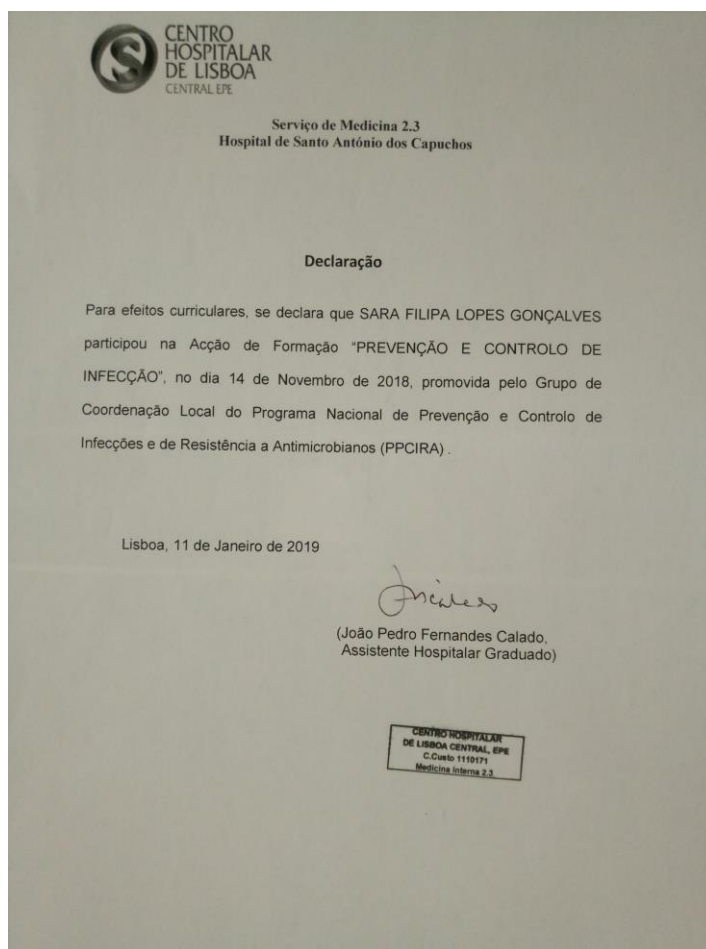 CENTRO
HOSPITALAR
DE LISBOA
CENTRAL EPE
Serviço de Medicina 2.3
Hospital de Santo António dos Capuchos
Declaração
Para efeitos curriculares, se declara que SARA FILIPA LOPES GONÇALVES
participou na Acção de Formação “PREVENÇÃO E CONTROLO DE
INFECÇÃO”, no dia 14 de Novembro de 2018, promovida pelo Grupo de
Coordenação Local do Programa Nacional de Prevenção e Controlo de
Infecções e de Resistência a Antimicrobianos (PPCIRA) .
Lisboa, 11 de Janeiro de 2019
(João Pedro Fernandes Calado,
Assistente Hospitalar Graduado)
CENTRO HOSPITALAR
DE LISBOA CENTRAL, EPE
C.Custo 1110171
Medicina Interna 2.3